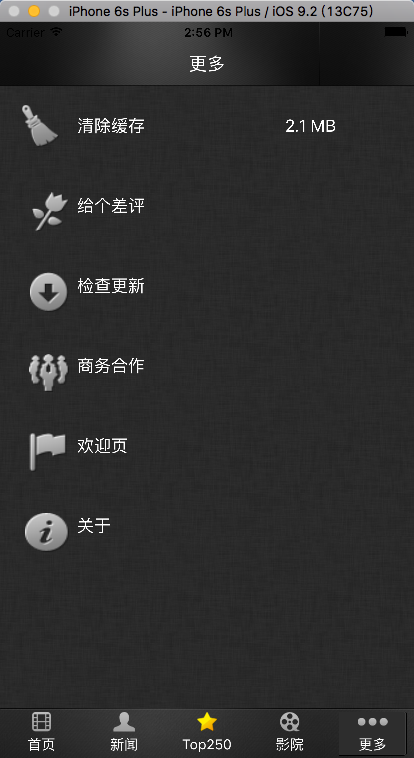 iPhone 6s Plus - iPhone 6s Plus / iOS 9.2 (13C75)
Carrier 2:56 PM
更多
清除缓存 2.1 MB
给个差评
检查更新
商务合作
欢迎页
关于
首页 新闻 Top250 影院 更多